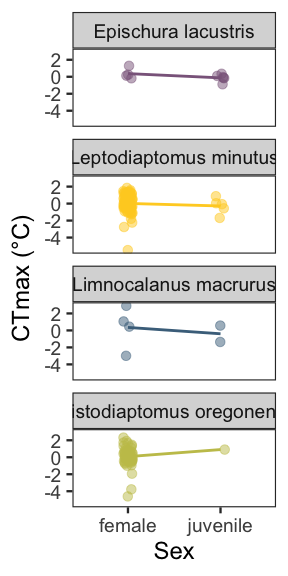 Epischura lacustris
2
0
-2
-4
Leptodiaptomus minutus
2
0
-2
-4
Limnocalanus macrurus
2
0
-2
-4
istodiaptomus oregonen
2
0
-2
-4
CTmax (°C)
female juvenile
Sex